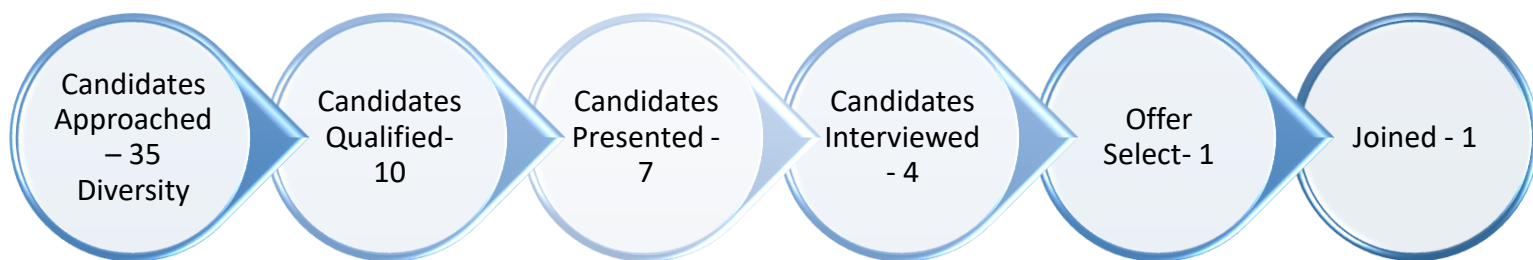 Candidates
Approached
– 35
Diversity
Candidates
Qualified-
10
Candidates
Presented -
7
Candidates
Interviewed
- 4
Offer
Select- 1
Joined - 1